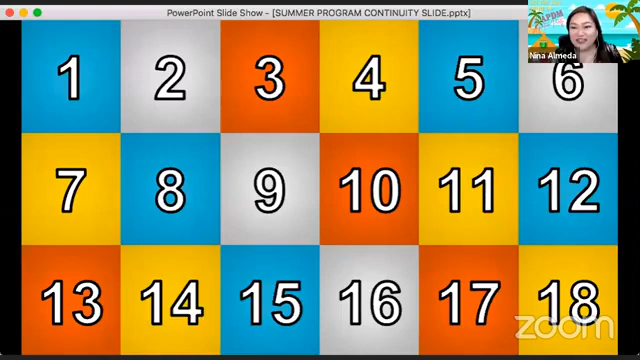 PowerPoint Slide Show - [SUMMER PROGRAM CONTINUITY SLIDE.pptx]
Nina Almeda
1 2 3 4 5 6
7 8 9 10 11 12
13 14 15 16 17 18
zoom